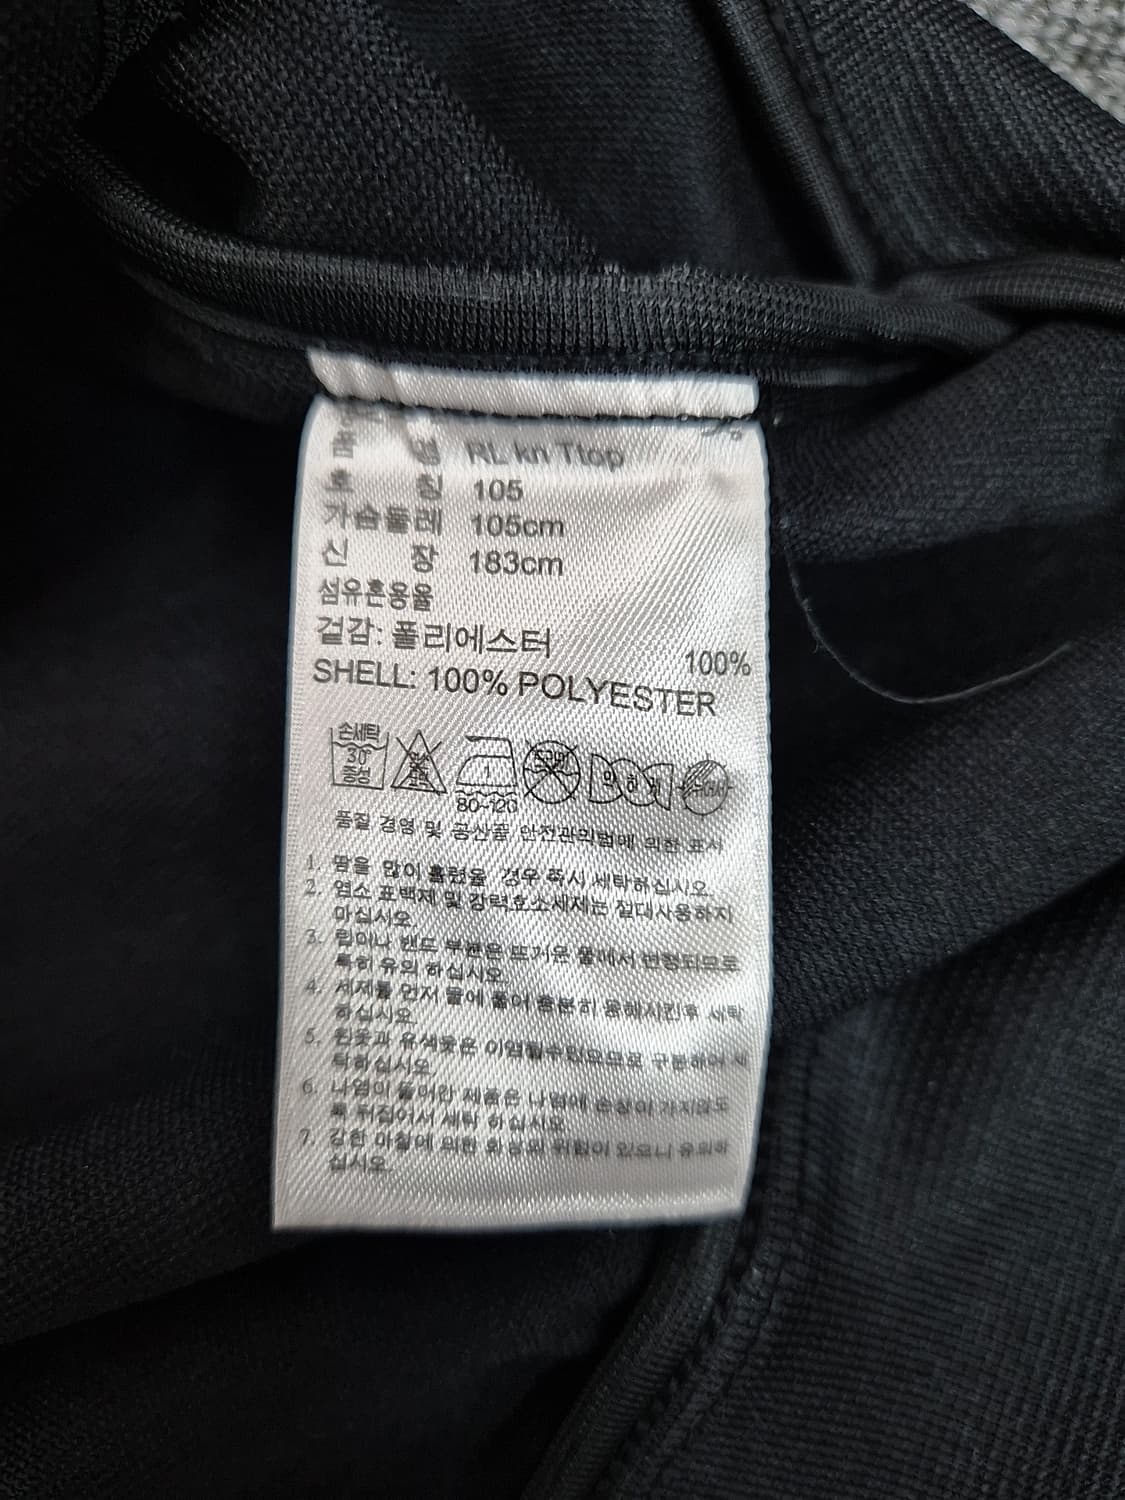 품 명 RL kn Ttop
호 칭 105
가슴둘레 105cm
신 장 183cm
섬유혼용율
겉감: 폴리에스터 100%
SHELL: 100% POLYESTER
손세탁
30°
중성
80~120
품질 경영 및 공산품 안전관리법에 의한 표시
1. 땀을 많이 흘렸을 경우 즉시 세탁하십시오
2. 염소 표백제 및 강력효소세제는 절대사용하지
마십시오
3. 립이나 밴드 부분은 뜨거운 물에서 변형되므로
특히 유의 하십시오
4. 세제를 먼저 물에 풀어 충분히 용해시킨후 세탁
하십시오
5. 흰옷과 유색옷은 이염될수있으므로 구분하여 세
탁하십시오
6. 나염이 들어간 제품은 나염에 손상이 가지않도
록 뒤집어서 세탁 하십시오
7. 강한 마찰에 의한 화상의 위험이 있으니 유의하
십시오.